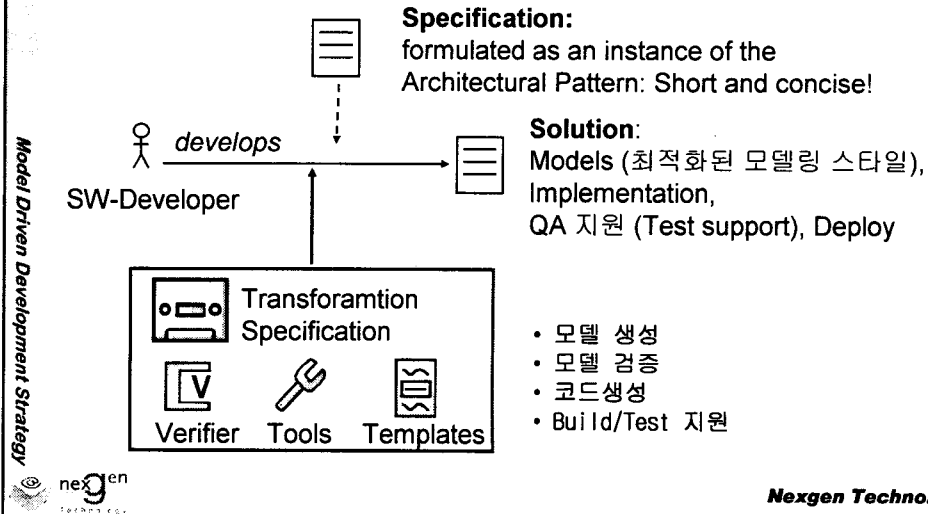 Specification:
formulated as an instance of the
Architectural Pattern: Short and concise!
develops
SW-Developer
Solution:
Models (최적화된 모델링 스타일),
Implementation,
QA 지원 (Test support), Deploy
Transforamtion
Specification
V
Verifier Tools Templates
• 모델 생성
• 모델 검증
• 코드생성
• Build/Test 지원
Model Driven Development Strategy
nexgen
Nexgen Techno